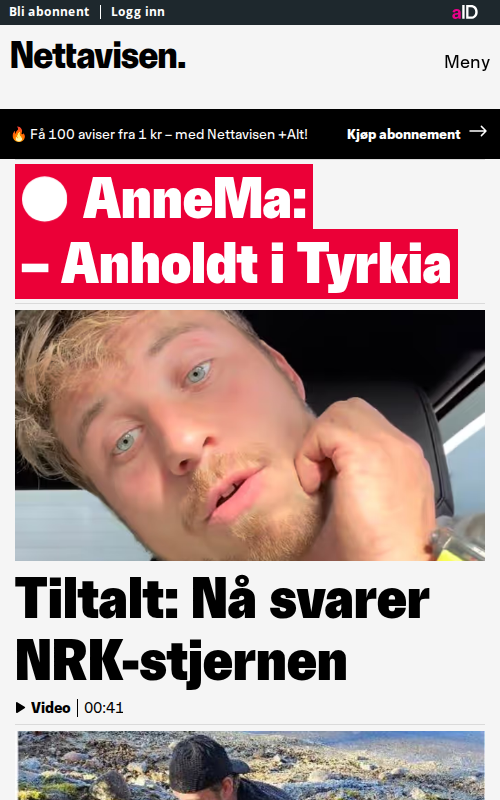 Bli abonnent | Logg inn
aID
Nettavisen.
Meny
🔥 Få 100 aviser fra 1 kr – med Nettavisen +Alt!
Kjøp abonnement →
AnneMa:
– Anholdt i Tyrkia
Tiltalt: Nå svarer
NRK-stjernen
Video | 00:41